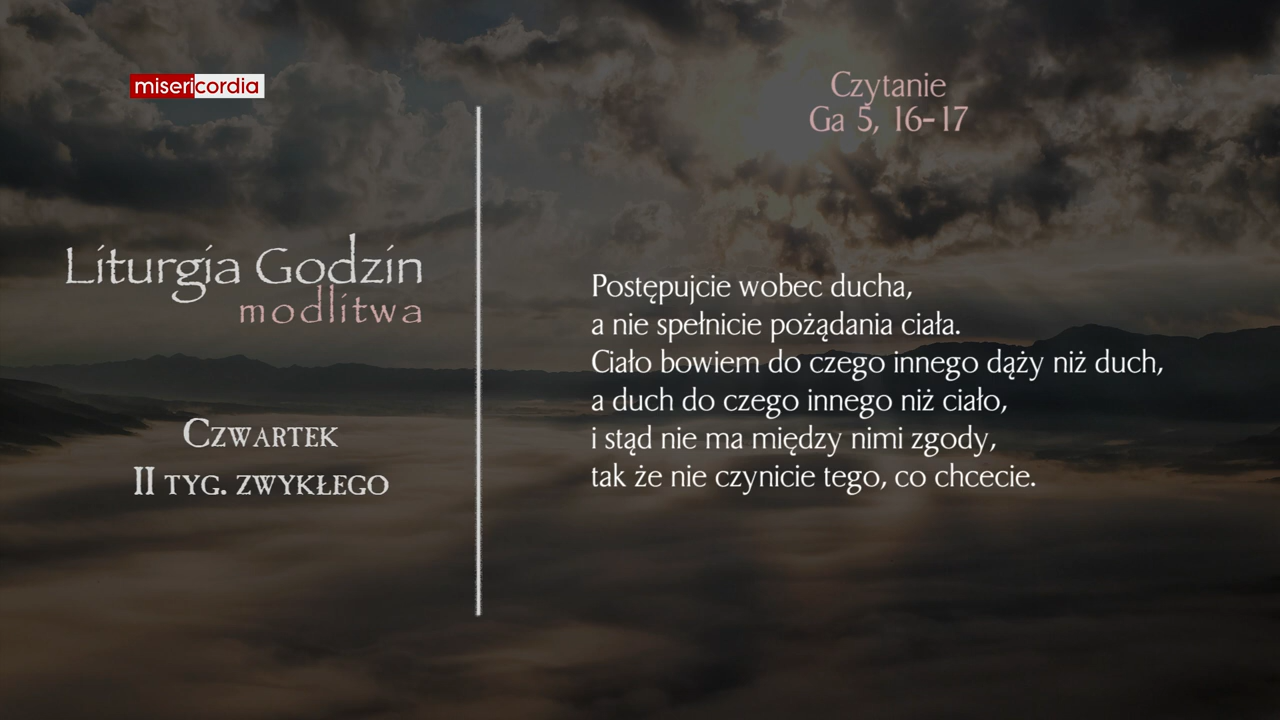 misericordia
Liturgia Godzin
modlitwa
Czwartek
II tyg. zwykłego
Czytanie
Ga 5, 16-17
Postępujcie wobec ducha,
a nie spełnicie pożądania ciała.
Ciało bowiem do czego innego dąży niż duch,
a duch do czego innego niż ciało,
i stąd nie ma między nimi zgody,
tak że nie czynicie tego, co chcecie.